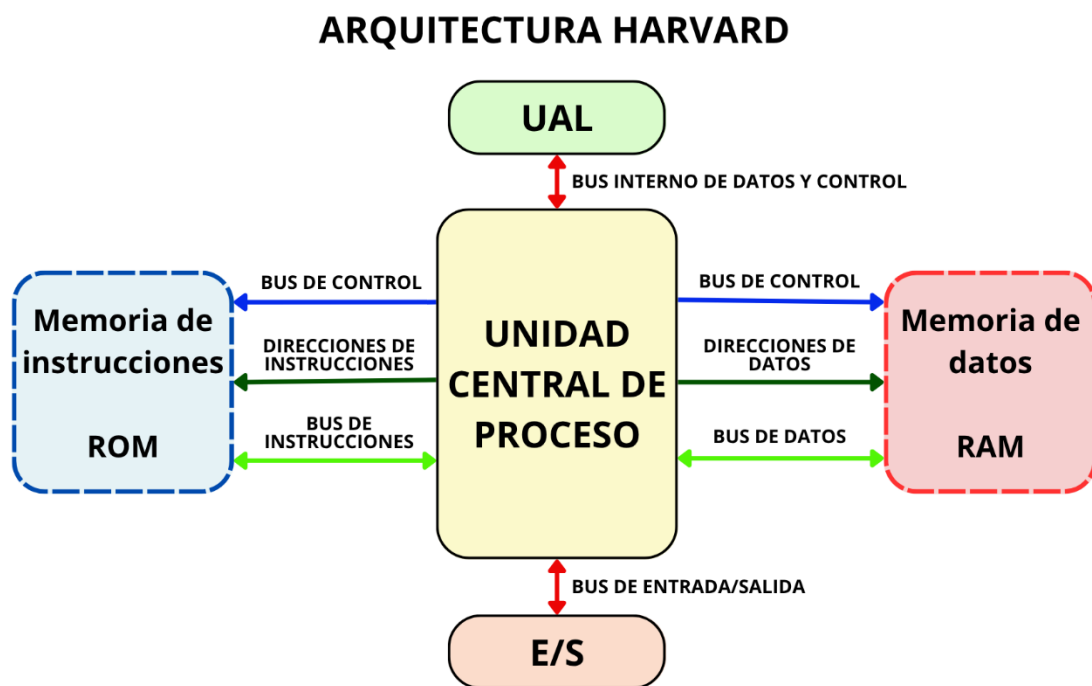 ARQUITECTURA HARVARD
UAL
BUS INTERNO DE DATOS Y CONTROL
BUS DE CONTROL
Memoria de
instrucciones
ROM
DIRECCIONES DE
INSTRUCCIONES
BUS DE
INSTRUCCIONES
UNIDAD
CENTRAL DE
PROCESO
BUS DE CONTROL
DIRECCIONES DE
DATOS
BUS DE DATOS
Memoria de
datos
RAM
BUS DE ENTRADA/SALIDA
E/S